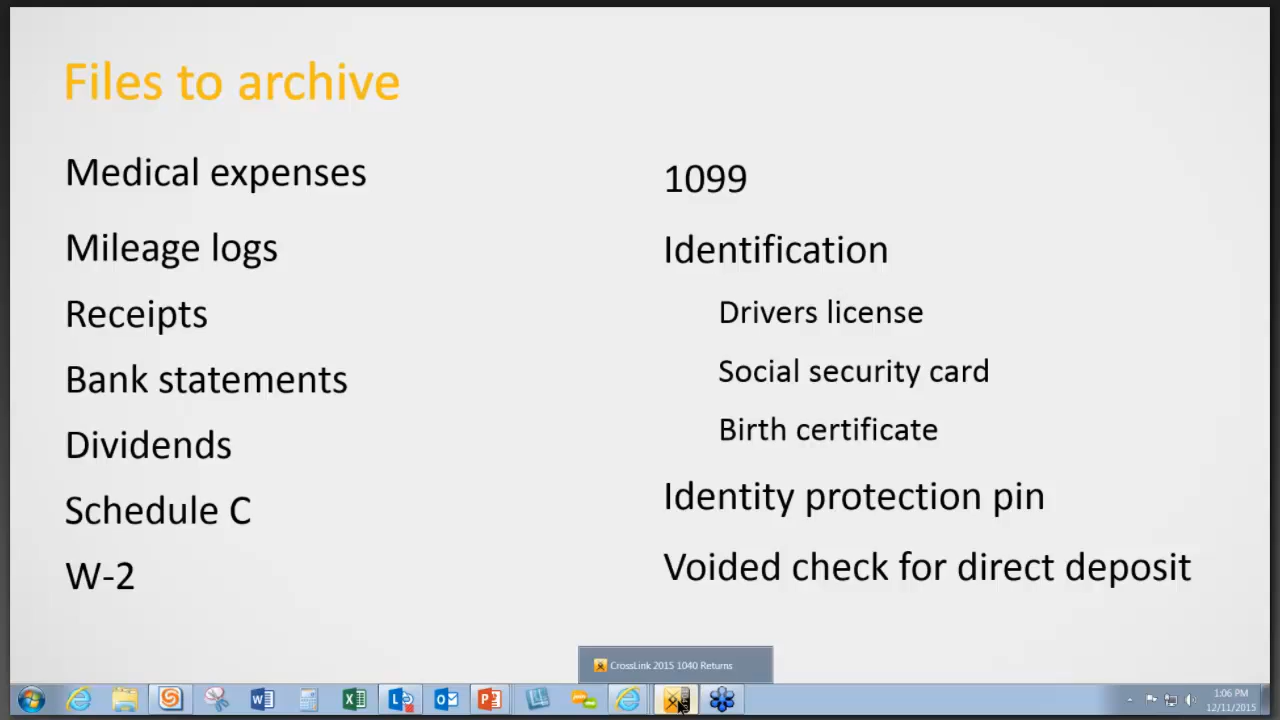 Files to archive
Medical expenses
Mileage logs
Receipts
Bank statements
Dividends
Schedule C
W-2
1099
Identification
Drivers license
Social security card
Birth certificate
Identity protection pin
Voided check for direct deposit
CrossLink 2015 1040 Returns
1:06 PM
12/11/2015